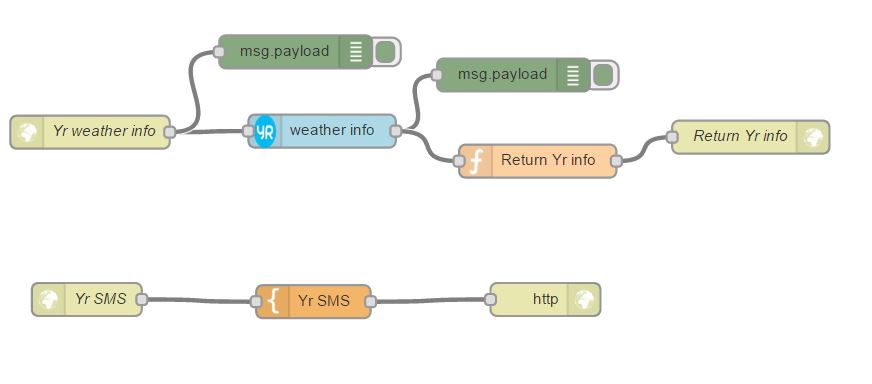 msg.payload
msg.payload
Yr weather info
YR
weather info
Return Yr info
Return Yr info
Yr SMS
{
Yr SMS
http